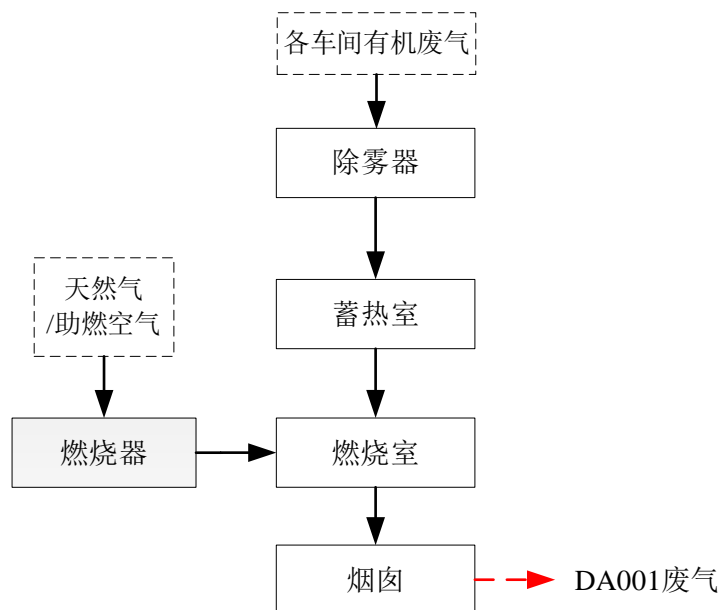 各车间有机废气
除雾器
天然气
/助燃空气
蓄热室
燃烧器
燃烧室
烟囱
DA001废气